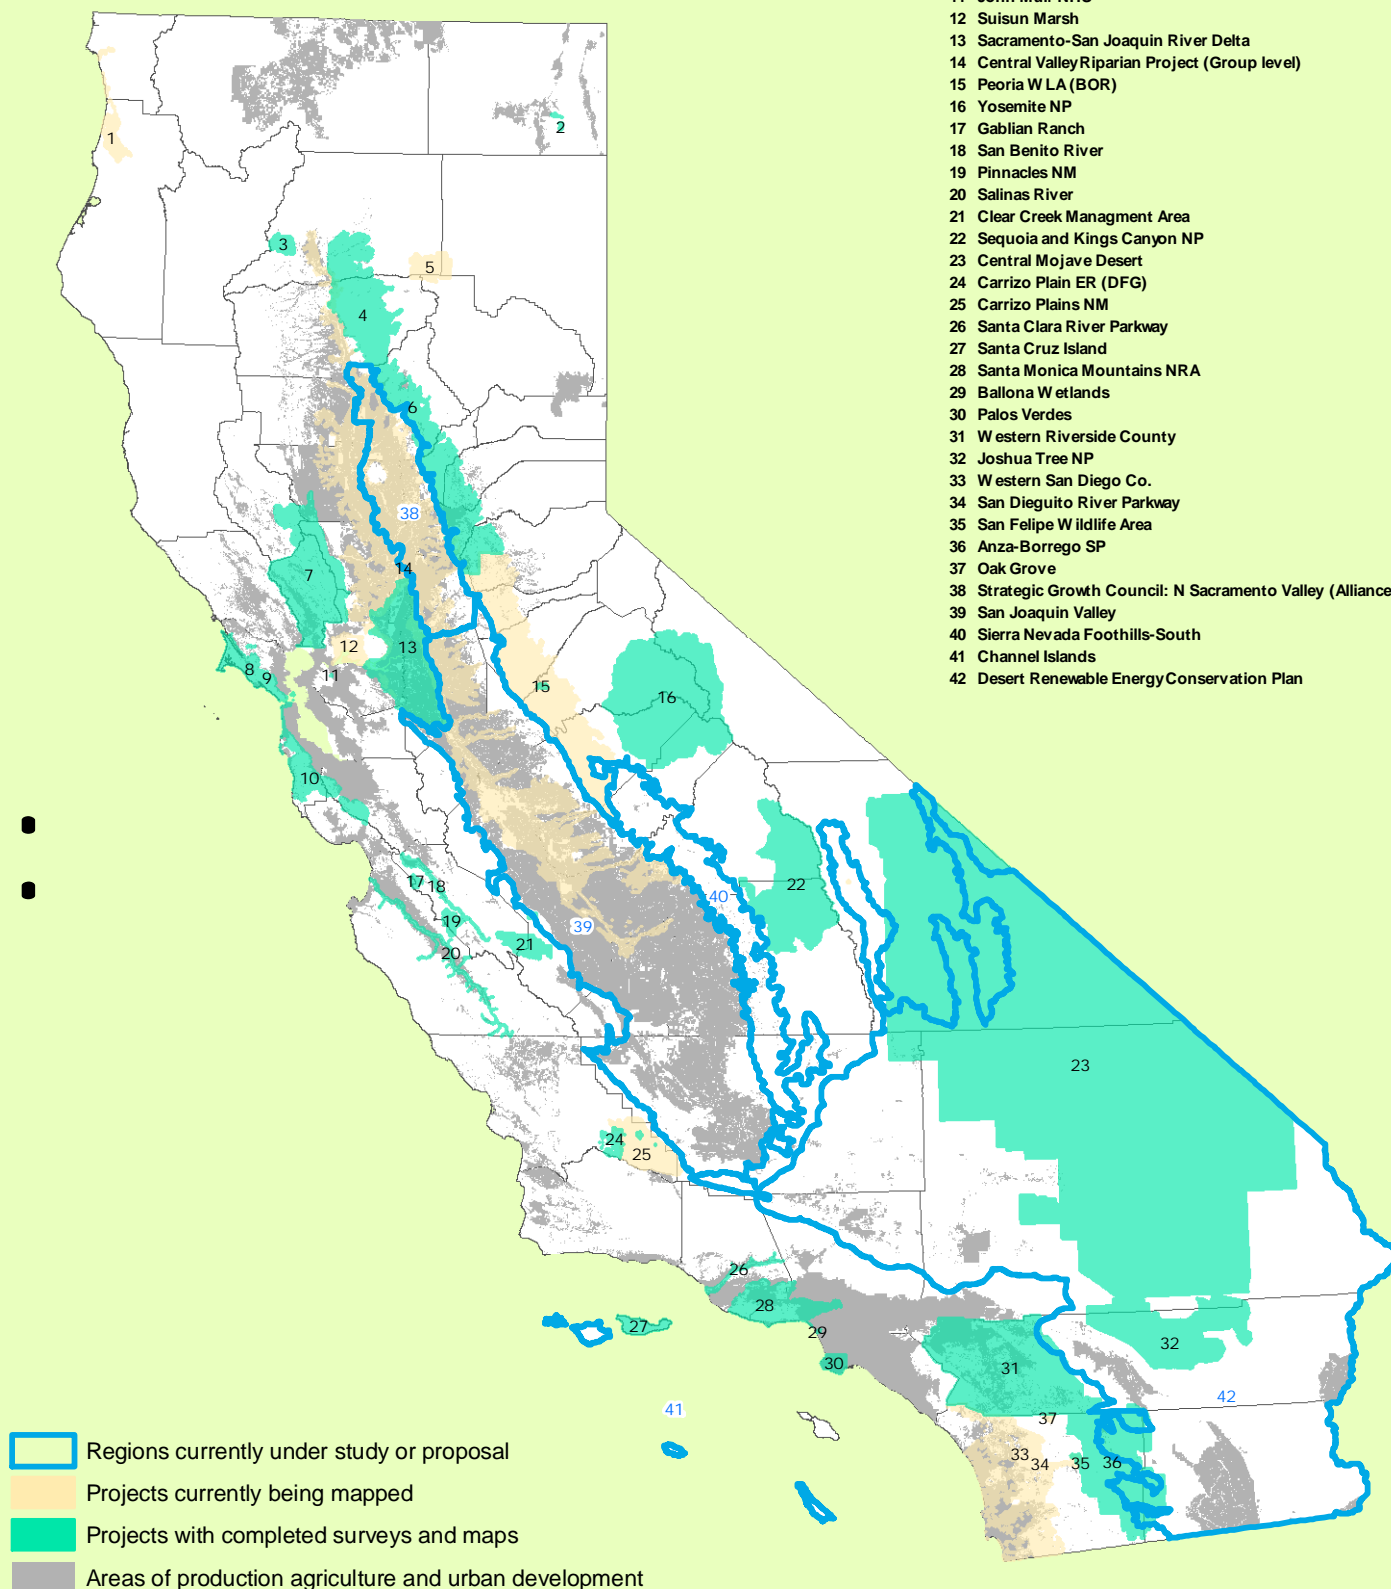 12 Suisun Marsh
13 Sacramento-San Joaquin River Delta
14 Central Valley Riparian Project (Group level)
15 Peoria WLA (BOR)
16 Yosemite NP
17 Gablian Ranch
18 San Benito River
19 Pinnacles NM
20 Salinas River
21 Clear Creek Managment Area
22 Sequoia and Kings Canyon NP
23 Central Mojave Desert
24 Carrizo Plain ER (DFG)
25 Carrizo Plains NM
26 Santa Clara River Parkway
27 Santa Cruz Island
28 Santa Monica Mountains NRA
29 Ballona Wetlands
30 Palos Verdes
31 Western Riverside County
32 Joshua Tree NP
33 Western San Diego Co.
34 San Dieguito River Parkway
35 San Felipe Wildlife Area
36 Anza-Borrego SP
37 Oak Grove
38 Strategic Growth Council: N Sacramento Valley (Alliance
39 San Joaquin Valley
40 Sierra Nevada Foothills-South
41 Channel Islands
42 Desert Renewable Energy Conservation Plan
1
2
3
5
4
6
38
14
7
12
13
11
8
9
15
16
10
17
18
22
40
19
39
20
21
23
24
25
26
28
27
29
30
31
32
41
42
37
33
34
35
36
Regions currently under study or proposal
Projects currently being mapped
Projects with completed surveys and maps
Areas of production agriculture and urban development